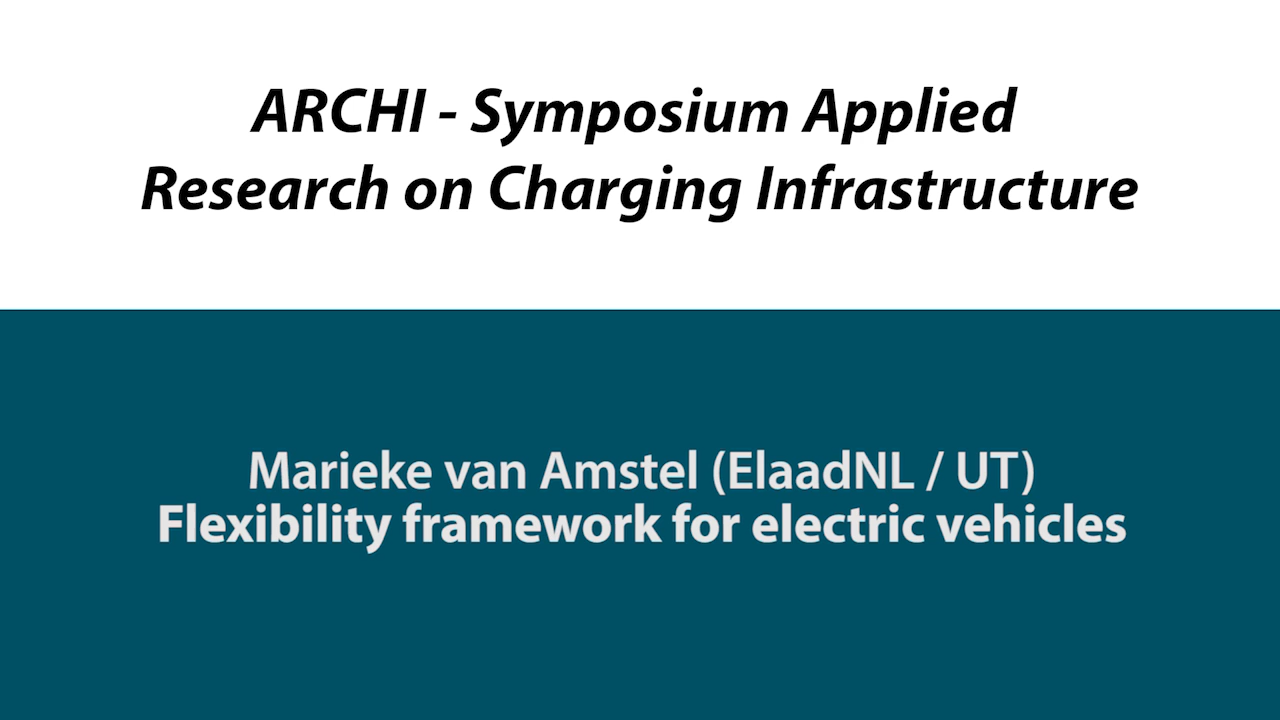 ARCHI - Symposium Applied
Research on Charging Infrastructure
Marieke van Amstel (ElaadNL / UT)
Flexibility framework for electric vehicles